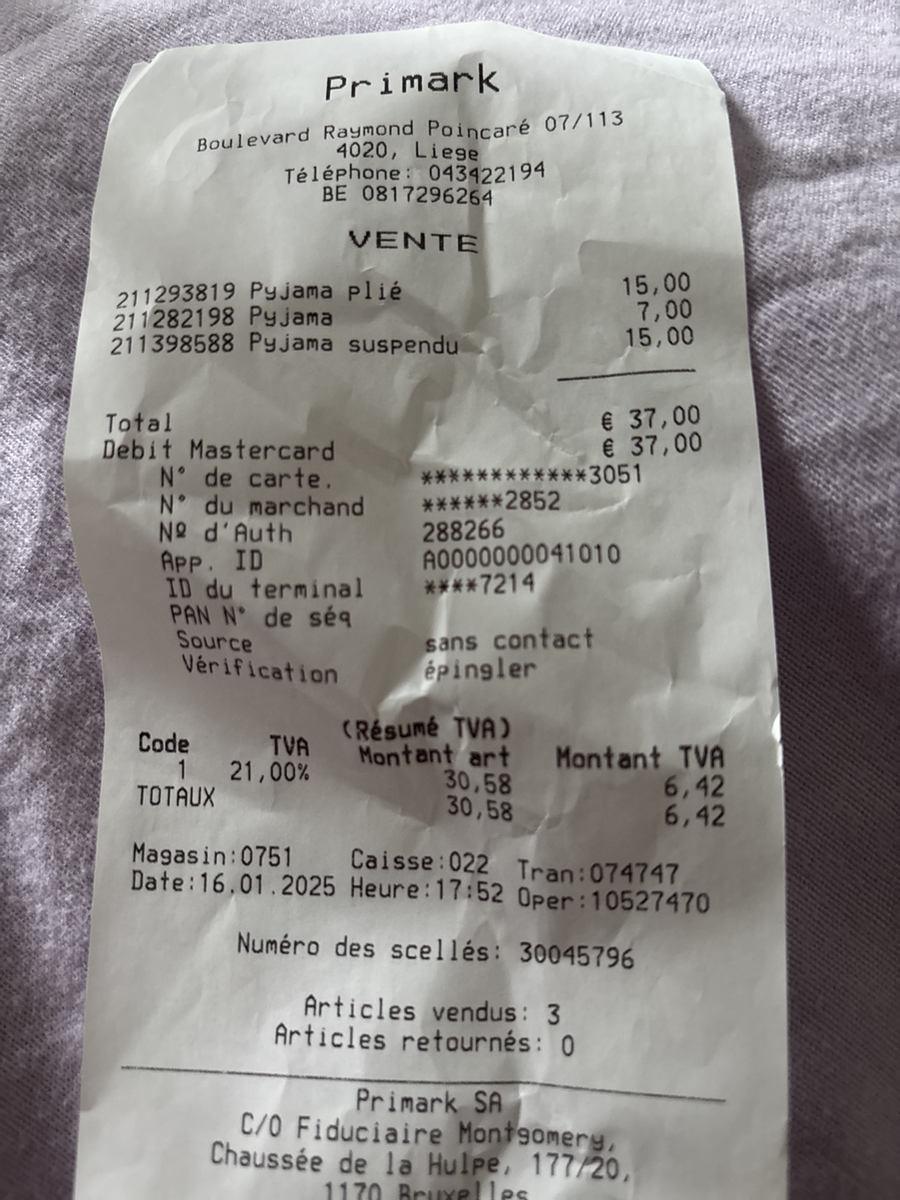 Primark
Boulevard Raymond Poincaré 07/113
4020, Liege
Téléphone: 043422194
BE 0817296264
VENTE
211293819 Pyjama plié 15,00
211282198 Pyjama 7,00
211398588 Pyjama suspendu 15,00
Total € 37,00
Debit Mastercard € 37,00
N° de carte. ************3051
N° du marchand ******2852
Nº d'Auth 288266
App. ID A0000000041010
ID du terminal ****7214
PAN N° de séq
Source sans contact
Vérification épingler
(Résumé TVA)
Code TVA Montant art Montant TVA
1 21,00% 30,58 6,42
TOTAUX 30,58 6,42
Magasin:0751 Caisse:022 Tran:074747
Date:16.01.2025 Heure:17:52 Oper:10527470
Numéro des scellés: 30045796
Articles vendus: 3
Articles retournés: 0
Primark SA
C/O Fiduciaire Montgomery,
Chaussée de la Hulpe, 177/20,
1170 Bruxelles